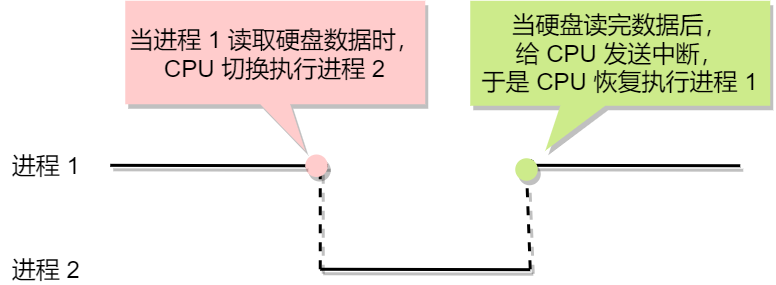 当进程 1 读取硬盘数据时，
CPU 切换执行进程 2
当硬盘读完数据后，
给 CPU 发送中断，
于是 CPU 恢复执行进程 1
进程 1
进程 2